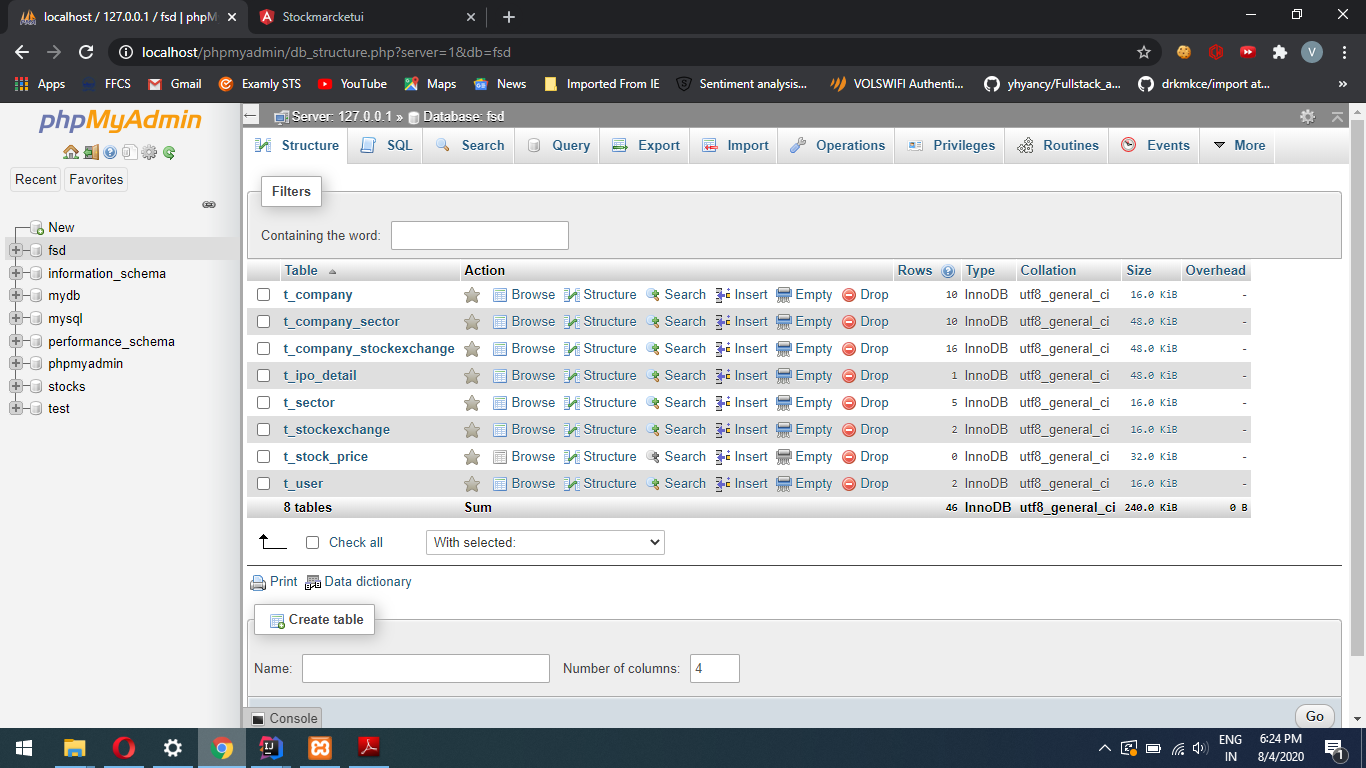 localhost / 127.0.0.1 / fsd | phpM
Stockmarcketui
localhost/phpmyadmin/db_structure.php?server=1&db=fsd
V
Apps FFCS Gmail Examly STS YouTube Maps News Imported From IE Sentiment analysis... VOLSWIFI Authenti... yhyancy/Fullstack_a... drkmkce/import at... »
phpMyAdmin
Recent Favorites
New
fsd
information_schema
mydb
mysql
performance_schema
phpmyadmin
stocks
test
Server: 127.0.0.1 » Database: fsd
Structure SQL Search Query Export Import Operations Privileges Routines Events More
Filters
Containing the word:
Table Action Rows Type Collation Size Overhead
t_company Browse Structure Search Insert Empty Drop 10 InnoDB utf8_general_ci 16.0 KiB -
t_company_sector Browse Structure Search Insert Empty Drop 10 InnoDB utf8_general_ci 48.0 KiB -
t_company_stockexchange Browse Structure Search Insert Empty Drop 16 InnoDB utf8_general_ci 48.0 KiB -
t_ipo_detail Browse Structure Search Insert Empty Drop 1 InnoDB utf8_general_ci 48.0 KiB -
t_sector Browse Structure Search Insert Empty Drop 5 InnoDB utf8_general_ci 16.0 KiB -
t_stockexchange Browse Structure Search Insert Empty Drop 2 InnoDB utf8_general_ci 16.0 KiB -
t_stock_price Browse Structure Search Insert Empty Drop 0 InnoDB utf8_general_ci 32.0 KiB -
t_user Browse Structure Search Insert Empty Drop 2 InnoDB utf8_general_ci 16.0 KiB -
8 tables Sum 46 InnoDB utf8_general_ci 240.0 KiB 0 B
Check all With selected:
Print Data dictionary
Create table
Name: Number of columns: 4
Console
Go
ENG 6:24 PM
IN 8/4/2020 1